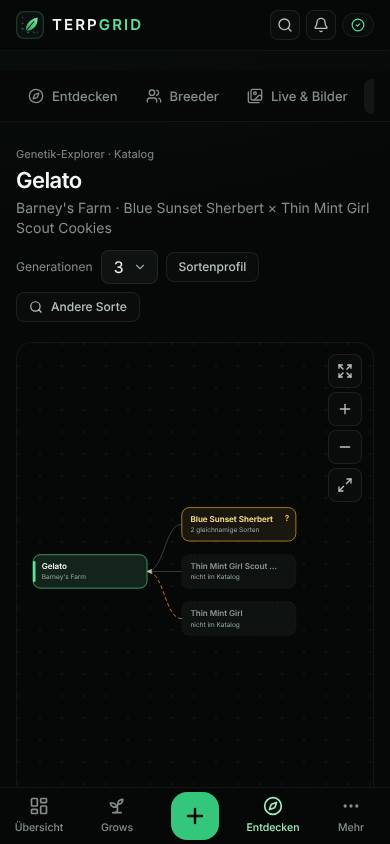 TERPGRID
Entdecken
Breeder
Live & Bilder
Genetik-Explorer · Katalog
Gelato
Barney's Farm · Blue Sunset Sherbert × Thin Mint Girl
Scout Cookies
Generationen
3
Sortenprofil
Andere Sorte
Blue Sunset Sherbert ?
2 gleichnamige Sorten
Gelato
Barney's Farm
Thin Mint Girl Scout ...
nicht im Katalog
Thin Mint Girl
nicht im Katalog
Übersicht
Grows
Entdecken
Mehr